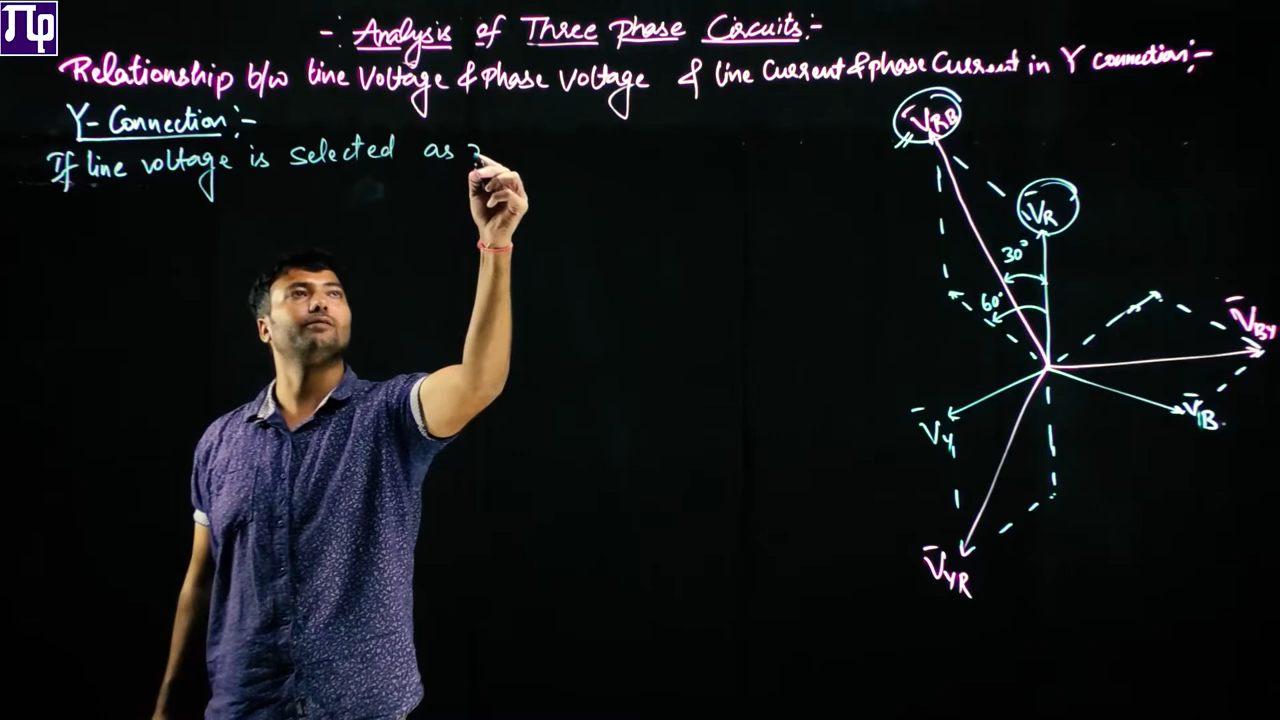 Πφ
-: Analysis of Three phase Circuits:-
Relationship b/w line Voltage & Phase Voltage & line Current & phase Current in Y connection:-
Y-Connection:-
If line voltage is selected as
V̄RB
V̄R
30°
60°
V̄BY
V̄B
V̄Y
V̄YR